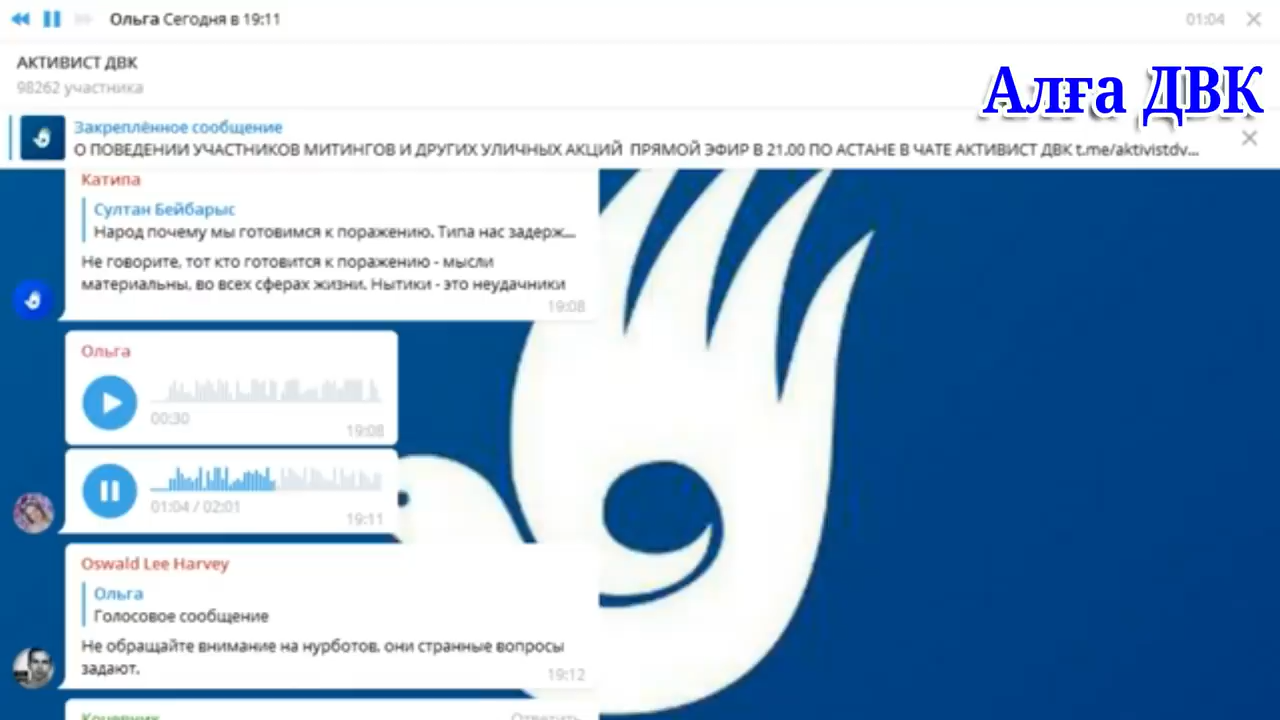 Ольга Сегодня в 19:11
01:04
АКТИВИСТ ДВК
98262 участника
Алға ДВК
Закреплённое сообщение
О ПОВЕДЕНИИ УЧАСТНИКОВ МИТИНГОВ И ДРУГИХ УЛИЧНЫХ АКЦИЙ ПРЯМОЙ ЭФИР В 21.00 ПО АСТАНЕ В ЧАТЕ АКТИВИСТ ДВК t.me/aktivistdv...
Катипа
Султан Бейбарыс
Народ почему мы готовимся к поражению. Типа нас задерж...
Не говорите, тот кто готовится к поражению - мысли
материальны, во всех сферах жизни. Нытики - это неудачники
19:08
Ольга
00:30
19:08
01:04 / 02:01
19:11
Oswald Lee Harvey
Ольга
Голосовое сообщение
Не обращайте внимание на нурботов, они странные вопросы
задают.
19:12
Кочевник
Ответить